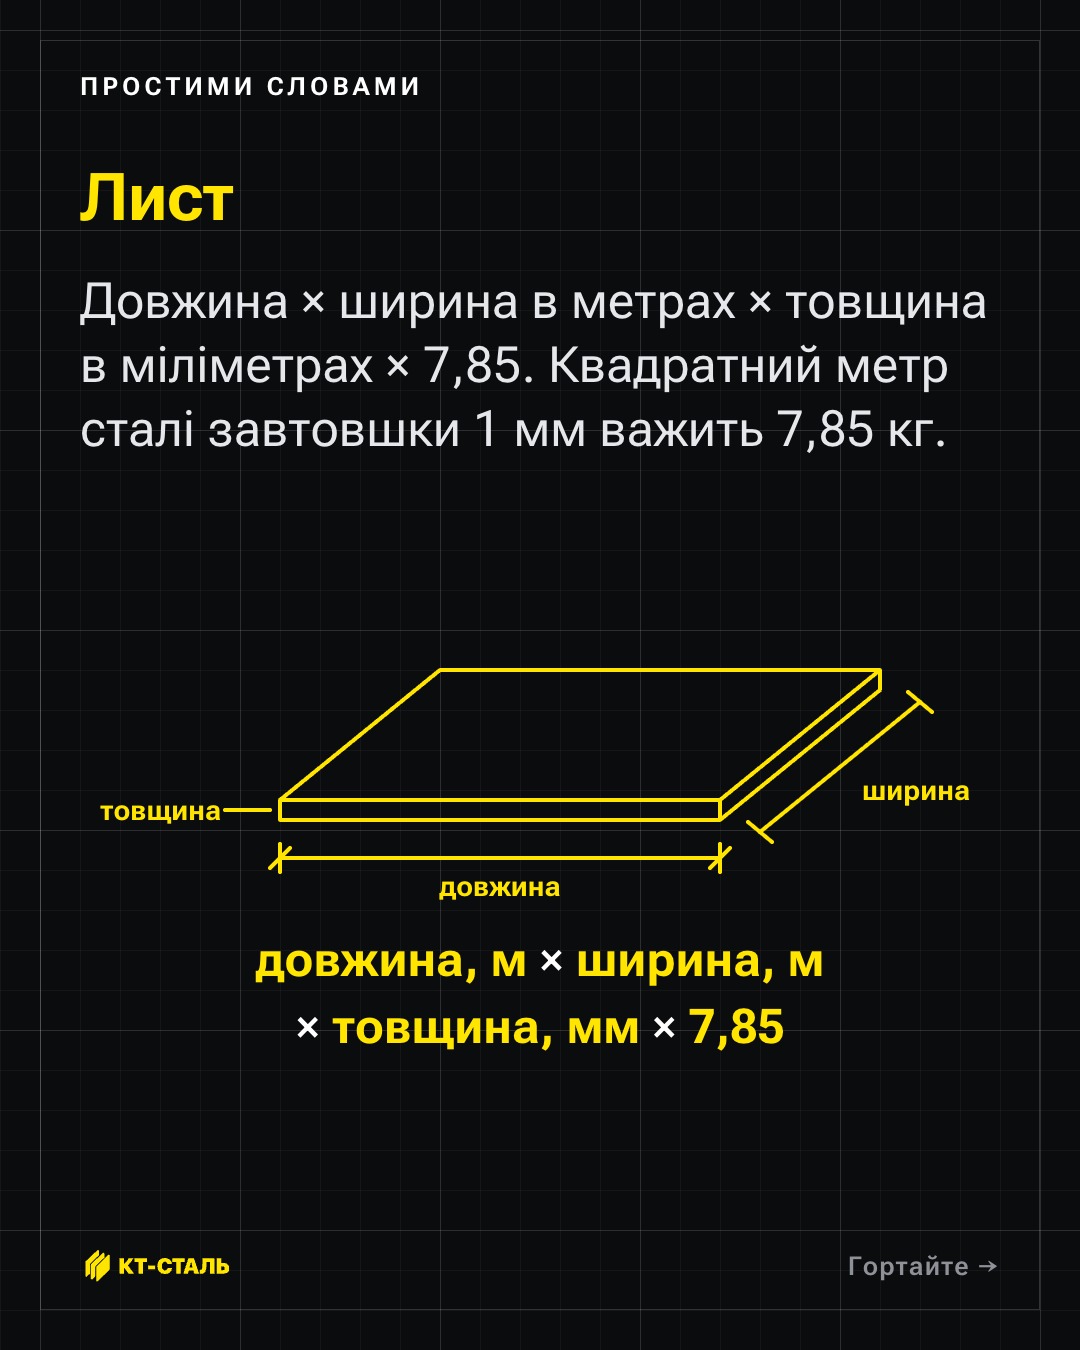 ПРОСТИМИ СЛОВАМИ
Лист
Довжина × ширина в метрах × товщина
в міліметрах × 7,85. Квадратний метр
сталі завтовшки 1 мм важить 7,85 кг.
ширина
товщина
довжина
довжина, м × ширина, м
× товщина, мм × 7,85
КТ-СТАЛЬ
Гортайте →